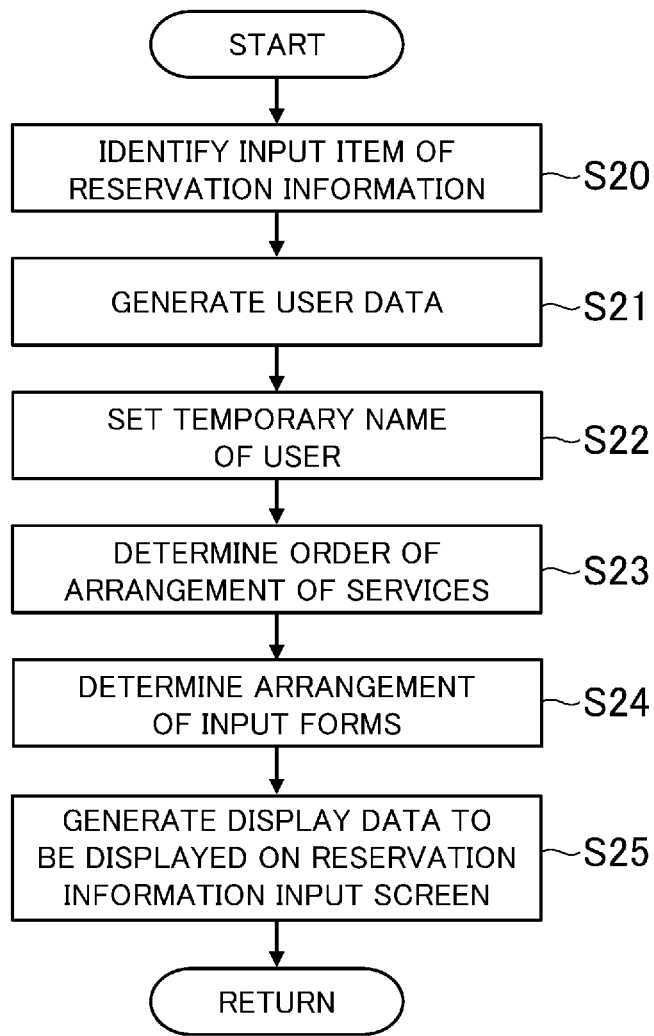 START
IDENTIFY INPUT ITEM OF
RESERVATION INFORMATION
S20
GENERATE USER DATA
S21
SET TEMPORARY NAME
OF USER
S22
DETERMINE ORDER OF
ARRANGEMENT OF SERVICES
S23
DETERMINE ARRANGEMENT
OF INPUT FORMS
S24
GENERATE DISPLAY DATA TO
BE DISPLAYED ON RESERVATION
INFORMATION INPUT SCREEN
S25
RETURN